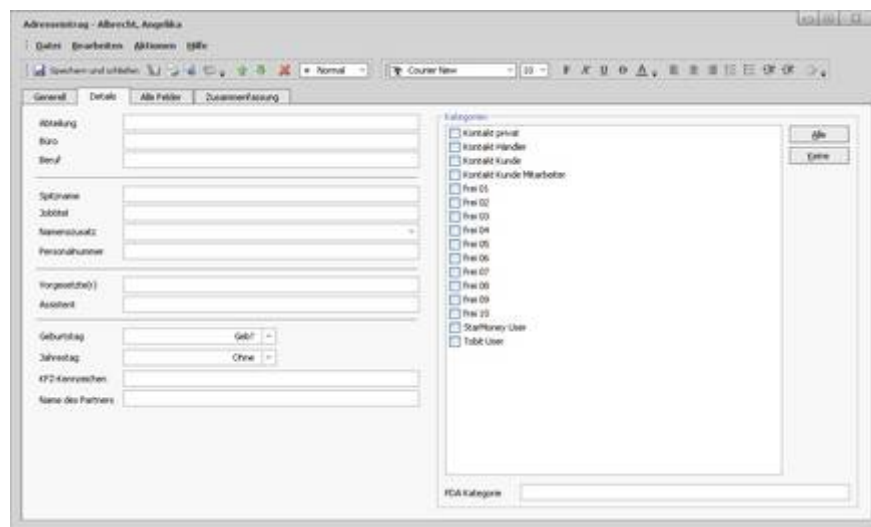 Adresseintrag - Albrecht, Angelika
Datei Bearbeiten Aktionen Hilfe
Speichern und schließen Normal Courier New 10 F K U A
General Details Alle Felder Zusammenfassung
Abteilung
Büro
Beruf
Spitzname
Jobtitel
Namenszusatz
Personalnummer
Vorgesetzte(r)
Assistent
Geburtstag Geb?
Jahrestag Ohne
KFZ-Kennzeichen
Name des Partners
Kategorien
Kontakt privat
Kontakt Händler
Kontakt Kunde
Kontakt Kunde Mitarbeiter
Frei 01
Frei 02
Frei 03
Frei 04
Frei 05
Frei 06
Frei 07
Frei 08
Frei 09
Frei 10
StarMoney User
Tobit User
Alle
Keine
PDA Kategorie